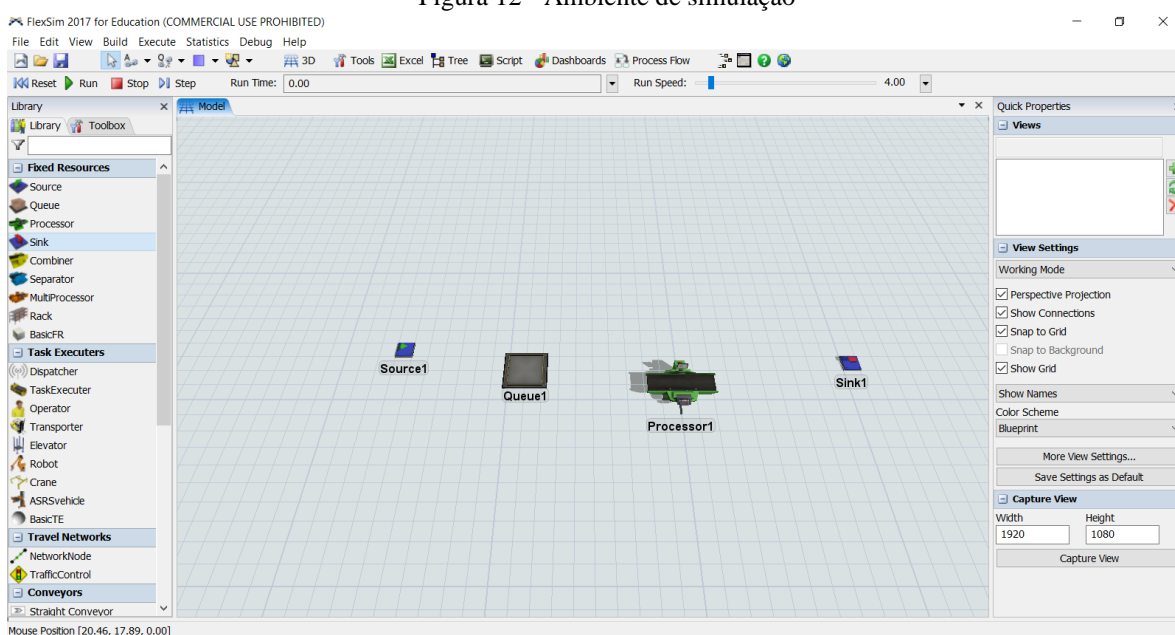 Figura 12 - Ambiente de simulação
FlexSim 2017 for Education (COMMERCIAL USE PROHIBITED)
File Edit View Build Execute Statistics Debug Help
3D Tools Excel Tree Script Dashboards Process Flow
Reset Run Stop Step Run Time: 0.00 Run Speed: 4.00
Library
Library Toolbox
Fixed Resources
Source
Queue
Processor
Sink
Combiner
Separator
MultiProcessor
Rack
BasicFR
Task Executers
Dispatcher
TaskExecuter
Operator
Transporter
Elevator
Robot
Crane
ASRSvehicle
BasicTE
Travel Networks
NetworkNode
TrafficControl
Conveyors
Straight Conveyor
Model
Source1
Queue1
Processor1
Sink1
Quick Properties
Views
View Settings
Working Mode
Perspective Projection
Show Connections
Snap to Grid
Snap to Background
Show Grid
Show Names
Color Scheme
Blueprint
More View Settings...
Save Settings as Default
Capture View
Width Height
1920 1080
Capture View
Mouse Position [20.46, 17.89, 0.00]